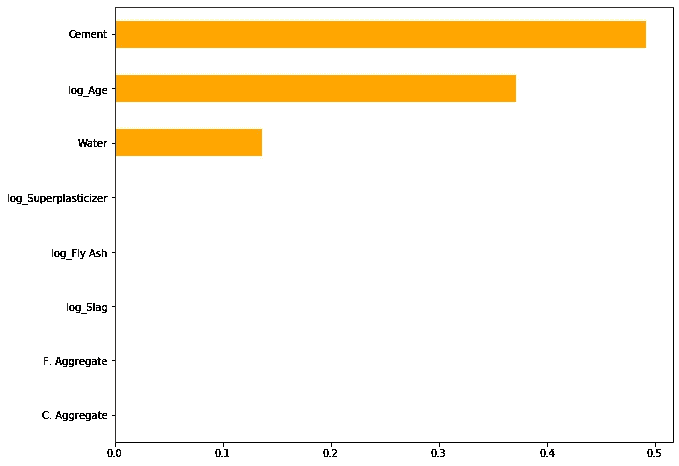 Cement
log_Age
Water
log_Superplasticizer
log_Fly Ash
log_Slag
F. Aggregate
C. Aggregate
0.0 0.1 0.2 0.3 0.4 0.5